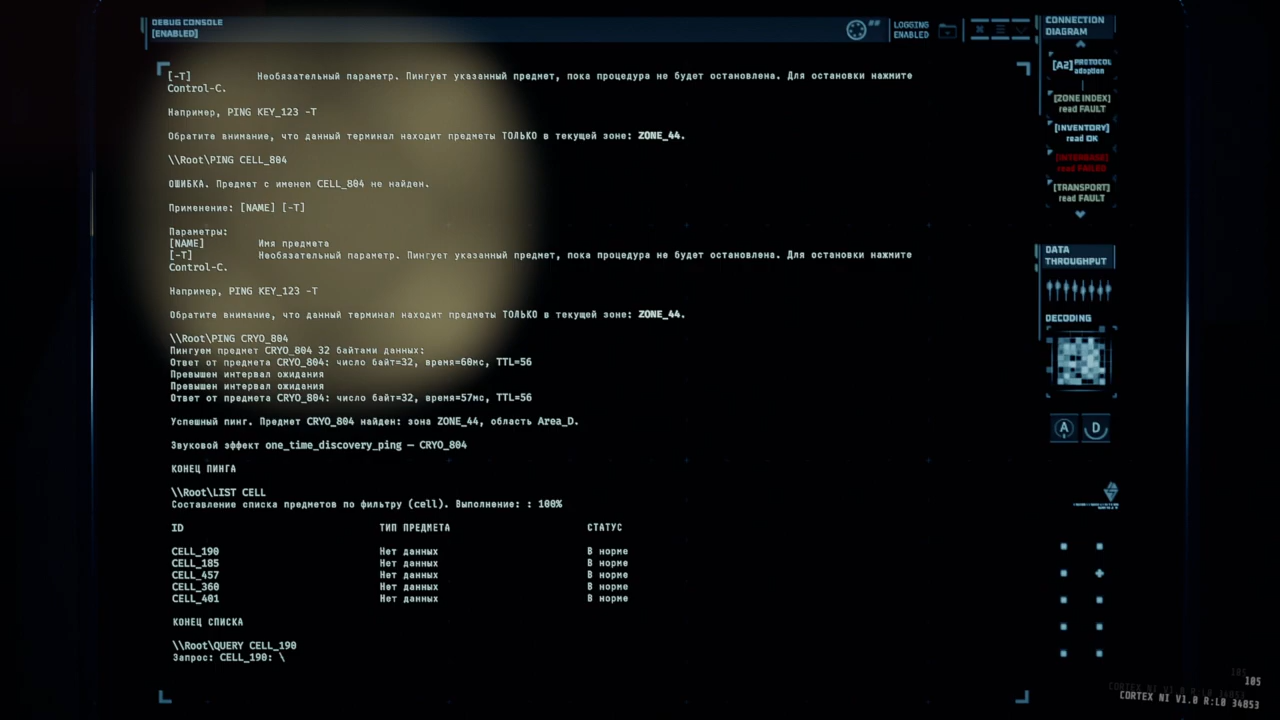 DEBUG CONSOLE
[ENABLED]
LOGGING
ENABLED
[-T] Необязательный параметр. Пингует указанный предмет, пока процедура не будет остановлена. Для остановки нажмите
Control-C.
Например, PING KEY_123 -T
Обратите внимание, что данный терминал находит предметы ТОЛЬКО в текущей зоне: ZONE_44.
\\Root\PING CELL_804
ОШИБКА. Предмет с именем CELL_804 не найден.
Применение: [NAME] [-T]
Параметры:
[NAME] Имя предмета
[-T] Необязательный параметр. Пингует указанный предмет, пока процедура не будет остановлена. Для остановки нажмите
Control-C.
Например, PING KEY_123 -T
Обратите внимание, что данный терминал находит предметы ТОЛЬКО в текущей зоне: ZONE_44.
\\Root\PING CRYO_804
Пингуем предмет CRYO_804 32 байтами данных:
Ответ от предмета CRYO_804: число байт=32, время=60мс, TTL=56
Превышен интервал ожидания
Превышен интервал ожидания
Ответ от предмета CRYO_804: число байт=32, время=57мс, TTL=56
Успешный пинг. Предмет CRYO_804 найден: зона ZONE_44, область Area_D.
Звуковой эффект one_time_discovery_ping — CRYO_804
КОНЕЦ ПИНГА
\\Root\LIST CELL
Составление списка предметов по фильтру (cell). Выполнение: : 100%
ID ТИП ПРЕДМЕТА СТАТУС
CELL_190 Нет данных В норме
CELL_185 Нет данных В норме
CELL_457 Нет данных В норме
CELL_360 Нет данных В норме
CELL_401 Нет данных В норме
КОНЕЦ СПИСКА
\\Root\QUERY CELL_190
Запрос: CELL_190: \
CONNECTION
DIAGRAM
[A2] PROTOCOL
adoption
[ZONE INDEX]
read FAULT
[INVENTORY]
read OK
read FAILED
[TRANSPORT]
read FAULT
DATA
THROUGHPUT
DECODING
A D
105
CORTEX NI V1.0 R:L0 34853